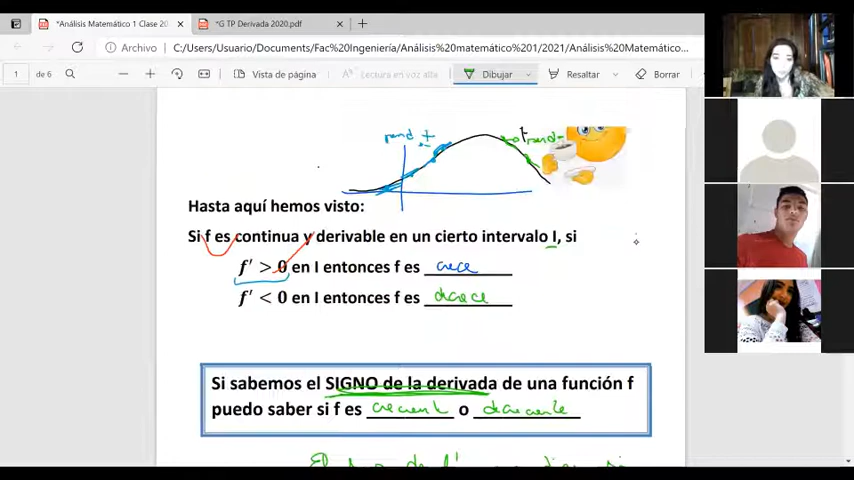 *Análisis Matemático 1 Clase 20
*G TP Derivada 2020.pdf
Archivo
C:/Users/Usuario/Documents/Fac%20Ingeniería/Análisis%20matemático%201/2021/Análisis%20Matemático...
1 de 6
Vista de página
Lectura en voz alta
Dibujar
Resaltar
Borrar
pend +
pend -
Hasta aquí hemos visto:
Si f es continua y derivable en un cierto intervalo I, si
f' > 0 en I entonces f es crece
f' < 0 en I entonces f es decrece
Si sabemos el SIGNO de la derivada de una función f
puedo saber si f es creciente o decreciente